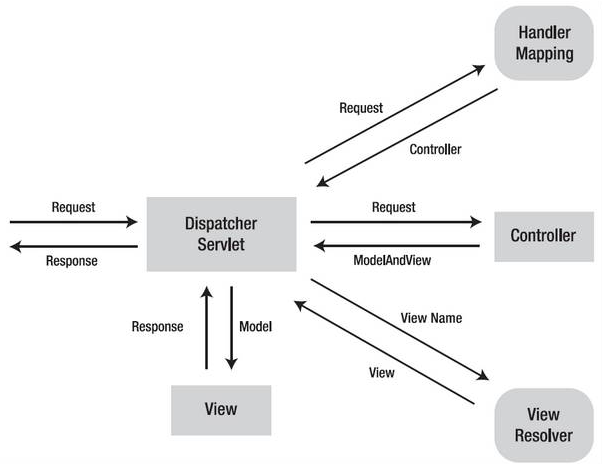 Handler
Mapping
Request
Controller
Request
Response
Dispatcher
Servlet
Request
ModelAndView
Controller
Response
Model
View Name
View
View
View
Resolver